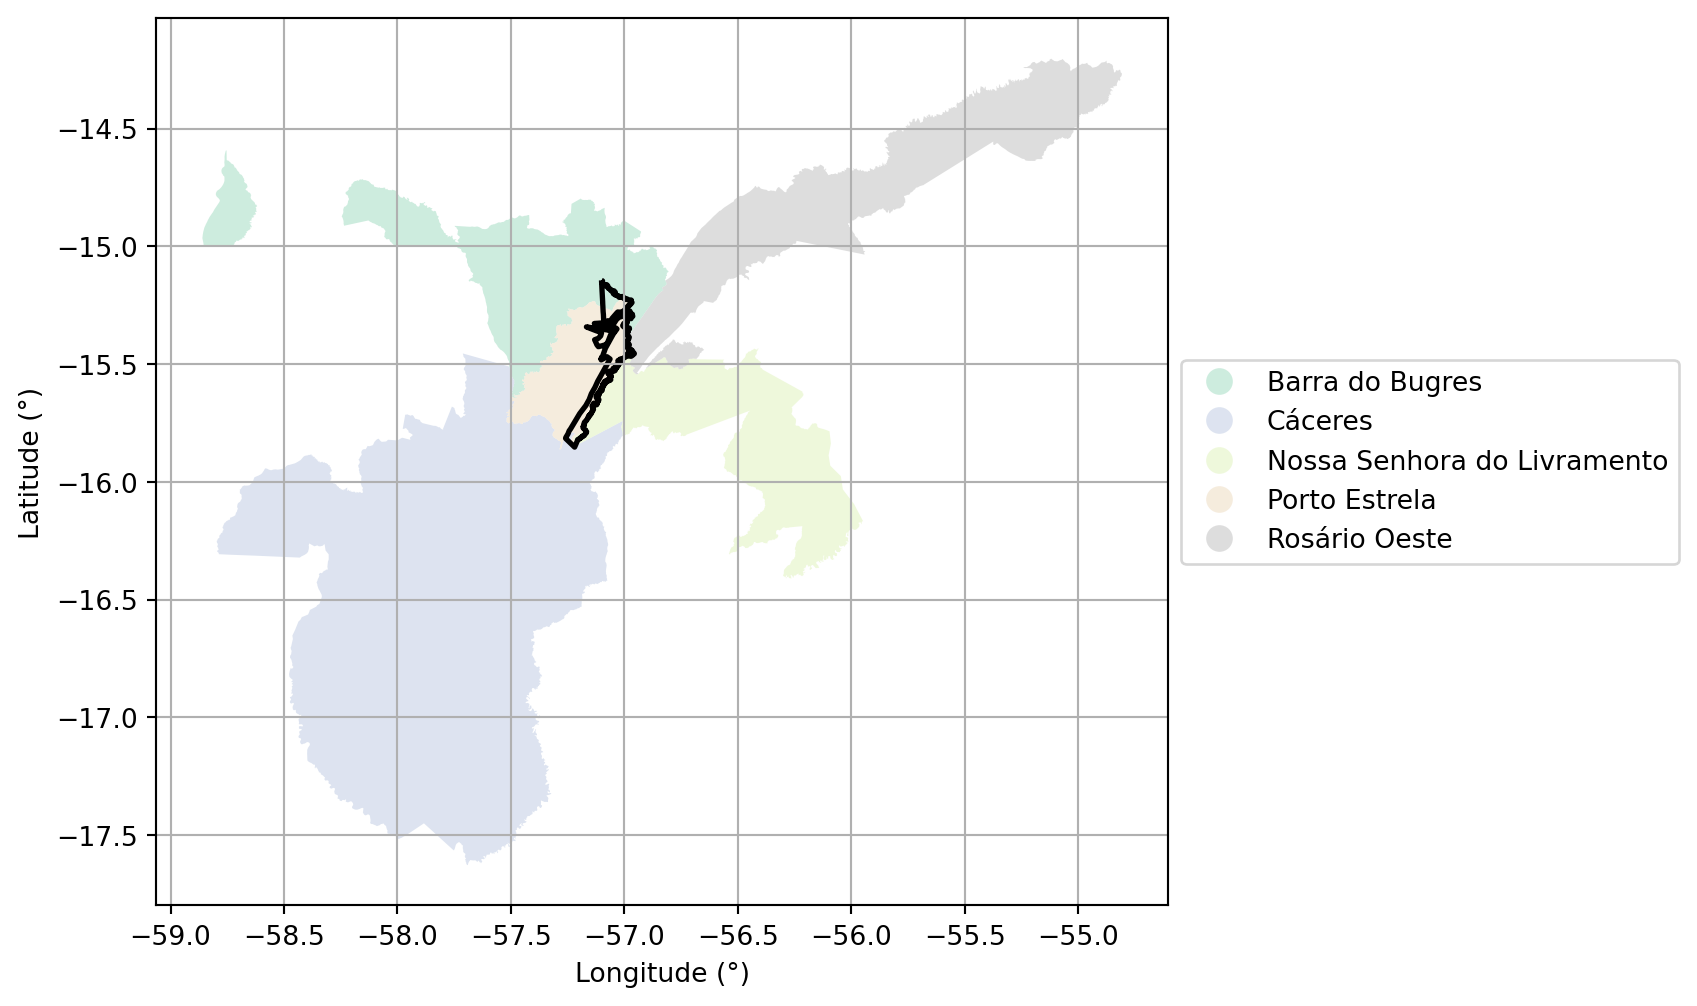 −14.5
−15.0
−15.5
−16.0
−16.5
−17.0
−17.5
Latitude (°)
−59.0 −58.5 −58.0 −57.5 −57.0 −56.5 −56.0 −55.5 −55.0
Longitude (°)
Barra do Bugres
Cáceres
Nossa Senhora do Livramento
Porto Estrela
Rosário Oeste